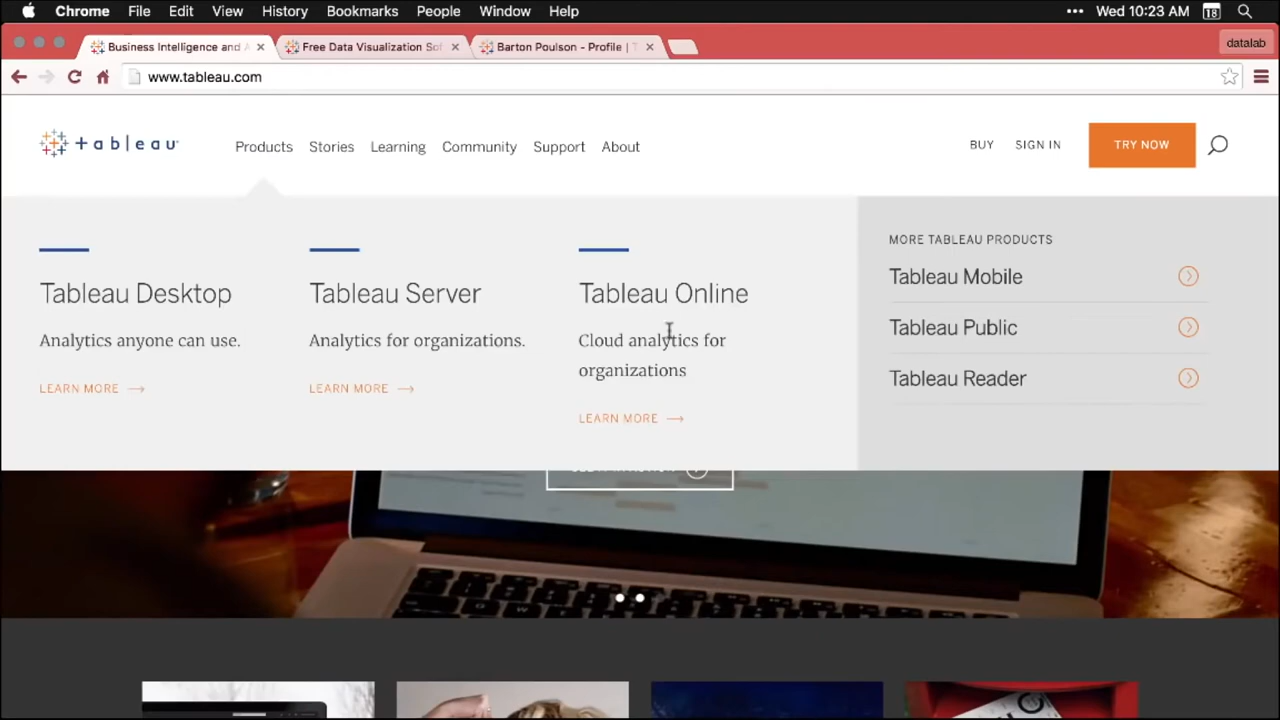 Chrome File Edit View History Bookmarks People Window Help
••• Wed 10:23 AM 18
Business Intelligence and A
Free Data Visualization Sof
Barton Poulson - Profile | T
datalab
www.tableau.com
+ableau
Products Stories Learning Community Support About
BUY SIGN IN TRY NOW
Tableau Desktop
Analytics anyone can use.
LEARN MORE →
Tableau Server
Analytics for organizations.
LEARN MORE →
Tableau Online
Cloud analytics for
organizations
LEARN MORE →
MORE TABLEAU PRODUCTS
Tableau Mobile
Tableau Public
Tableau Reader